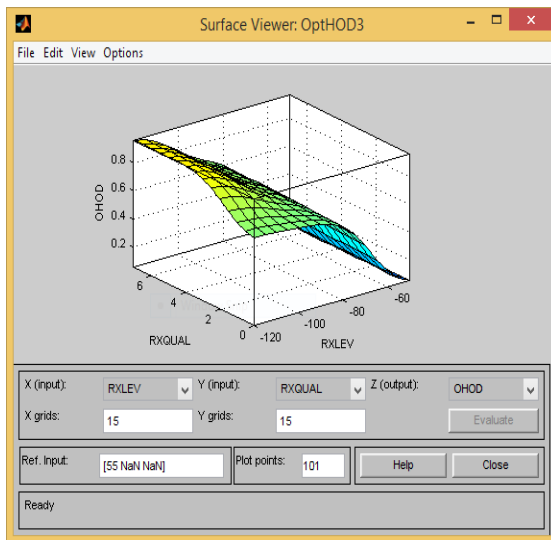 Surface Viewer: OptHOD3
File Edit View Options
0.8
0.6
0.4
0.2
OHOD
6
4
2
0
RXQUAL
-120
-100
-80
-60
RXLEV
X (input): RXLEV Y (input): RXQUAL Z (output): OHOD
X grids: 15 Y grids: 15 Evaluate
Ref. Input: [55 NaN NaN] Plot points: 101 Help Close
Ready